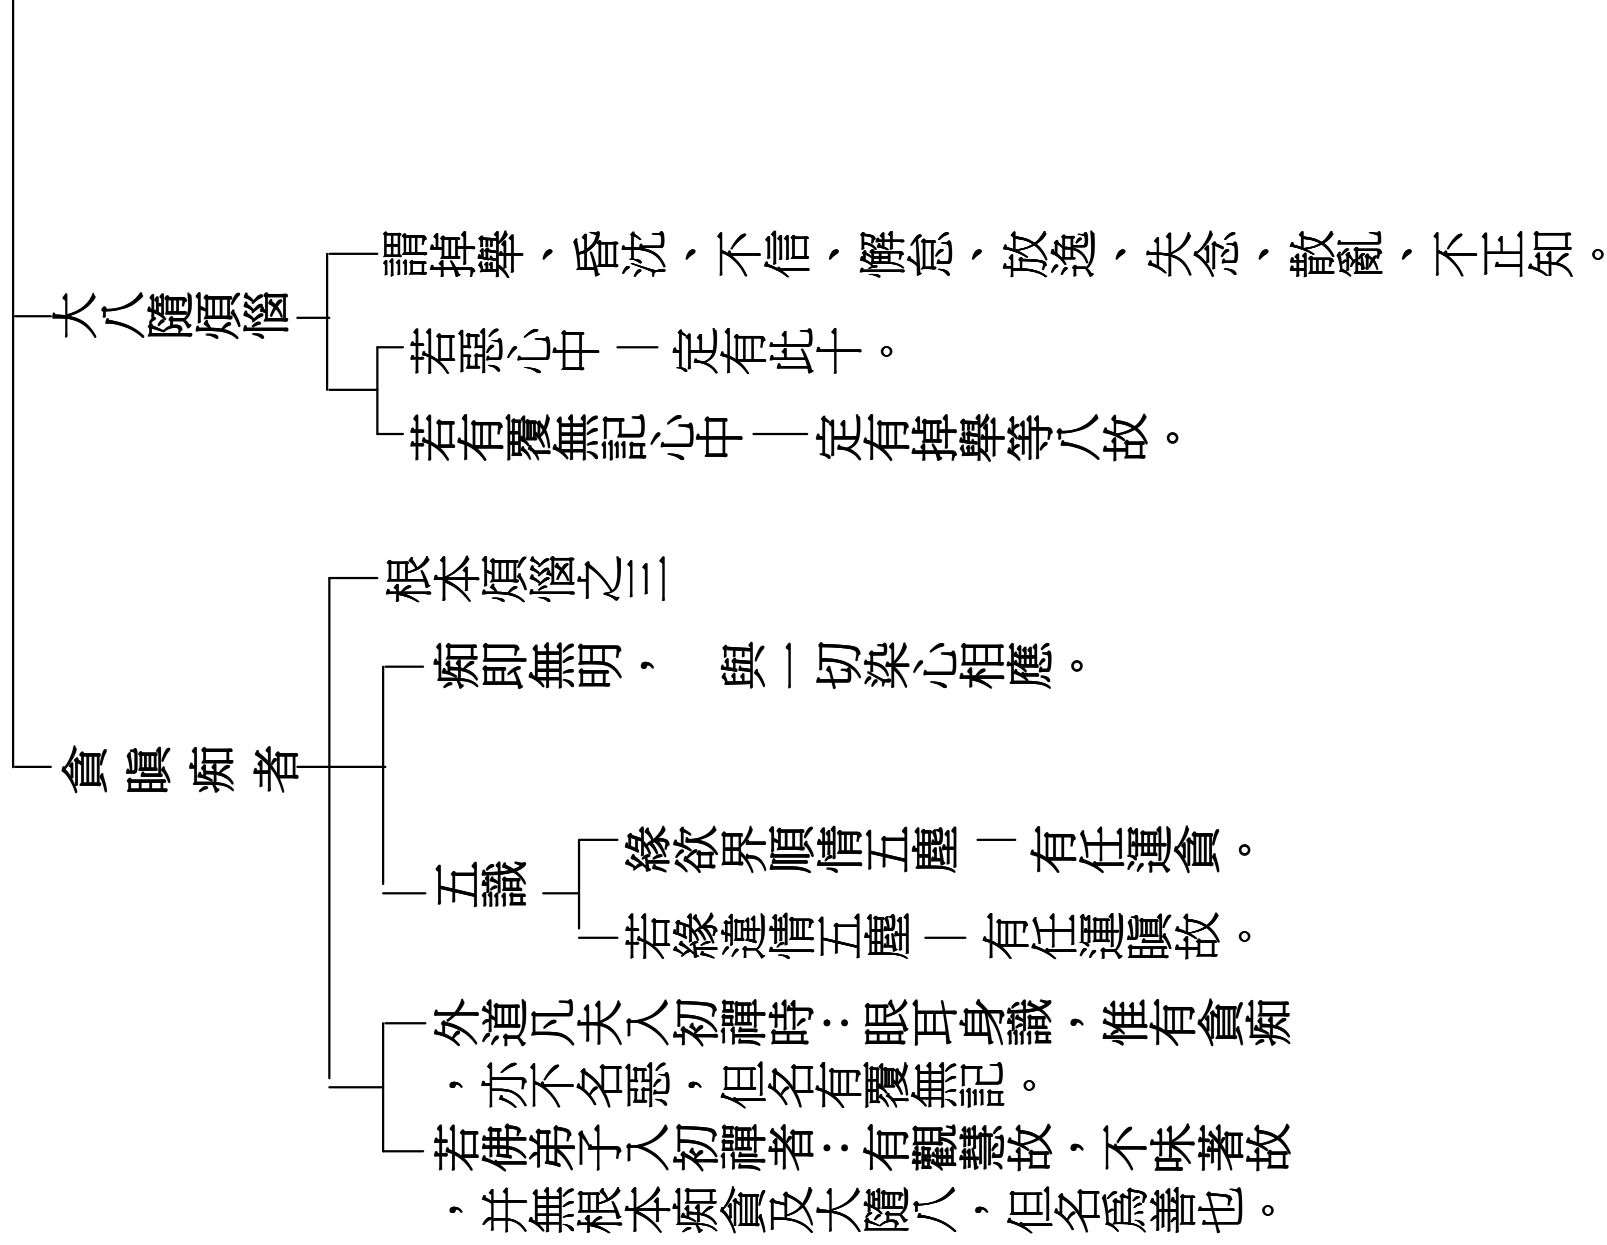 大八隨煩惱
謂掉舉、昏沈、不信、懈怠、放逸、失念、散亂、不正知。
若惡心中 — 定有此十。
若有覆無記心中 — 定有掉舉等八故。
貪瞋痴者
根本煩惱之三
痴即無明， 與一切染心相應。
五識
緣欲界順情五塵 — 有任運貪。
若緣違情五塵 — 有任運瞋故。
外道凡夫入初禪時：眼耳身識，惟有貪痴
，亦不名惡，但名有覆無記。
若佛弟子入初禪者：有觀慧故，不味著故
，并無根本痴貪及大隨八，但名為善也。